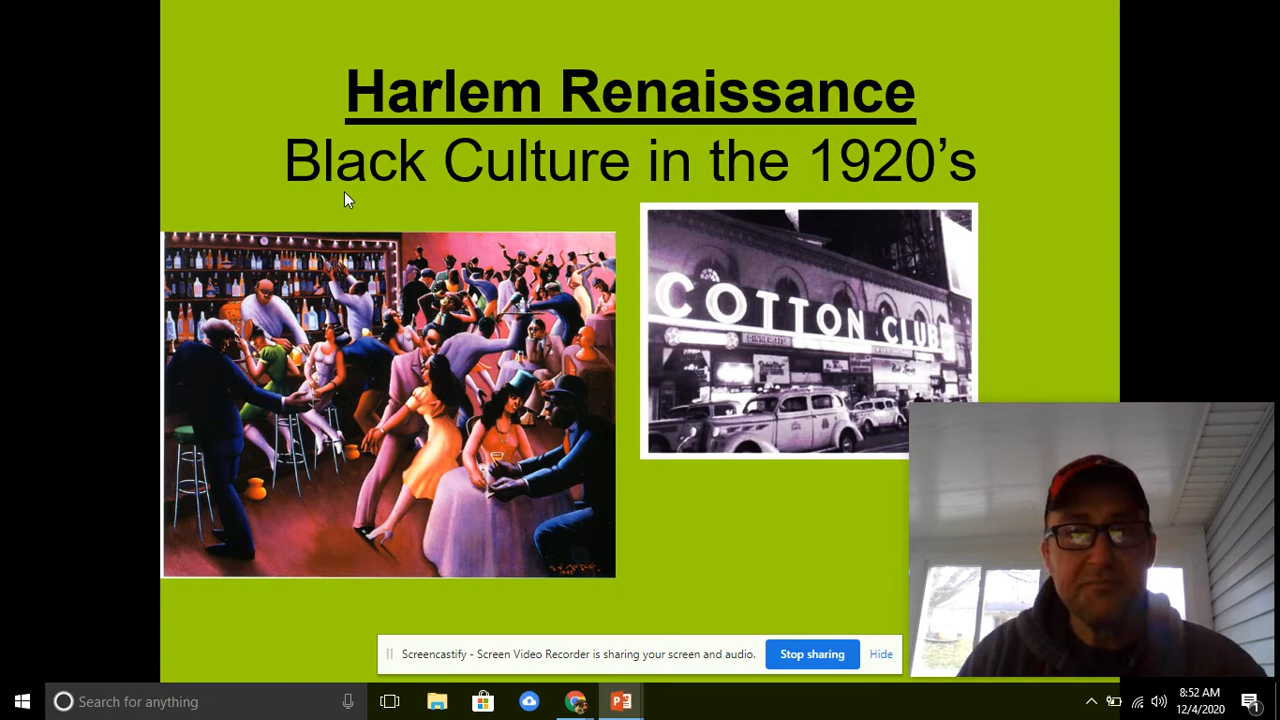 Harlem Renaissance
Black Culture in the 1920's
COTTON CLUB
Screencastify - Screen Video Recorder is sharing your screen and audio.
Stop sharing
Hide
Search for anything
8:52 AM
12/4/2020
1